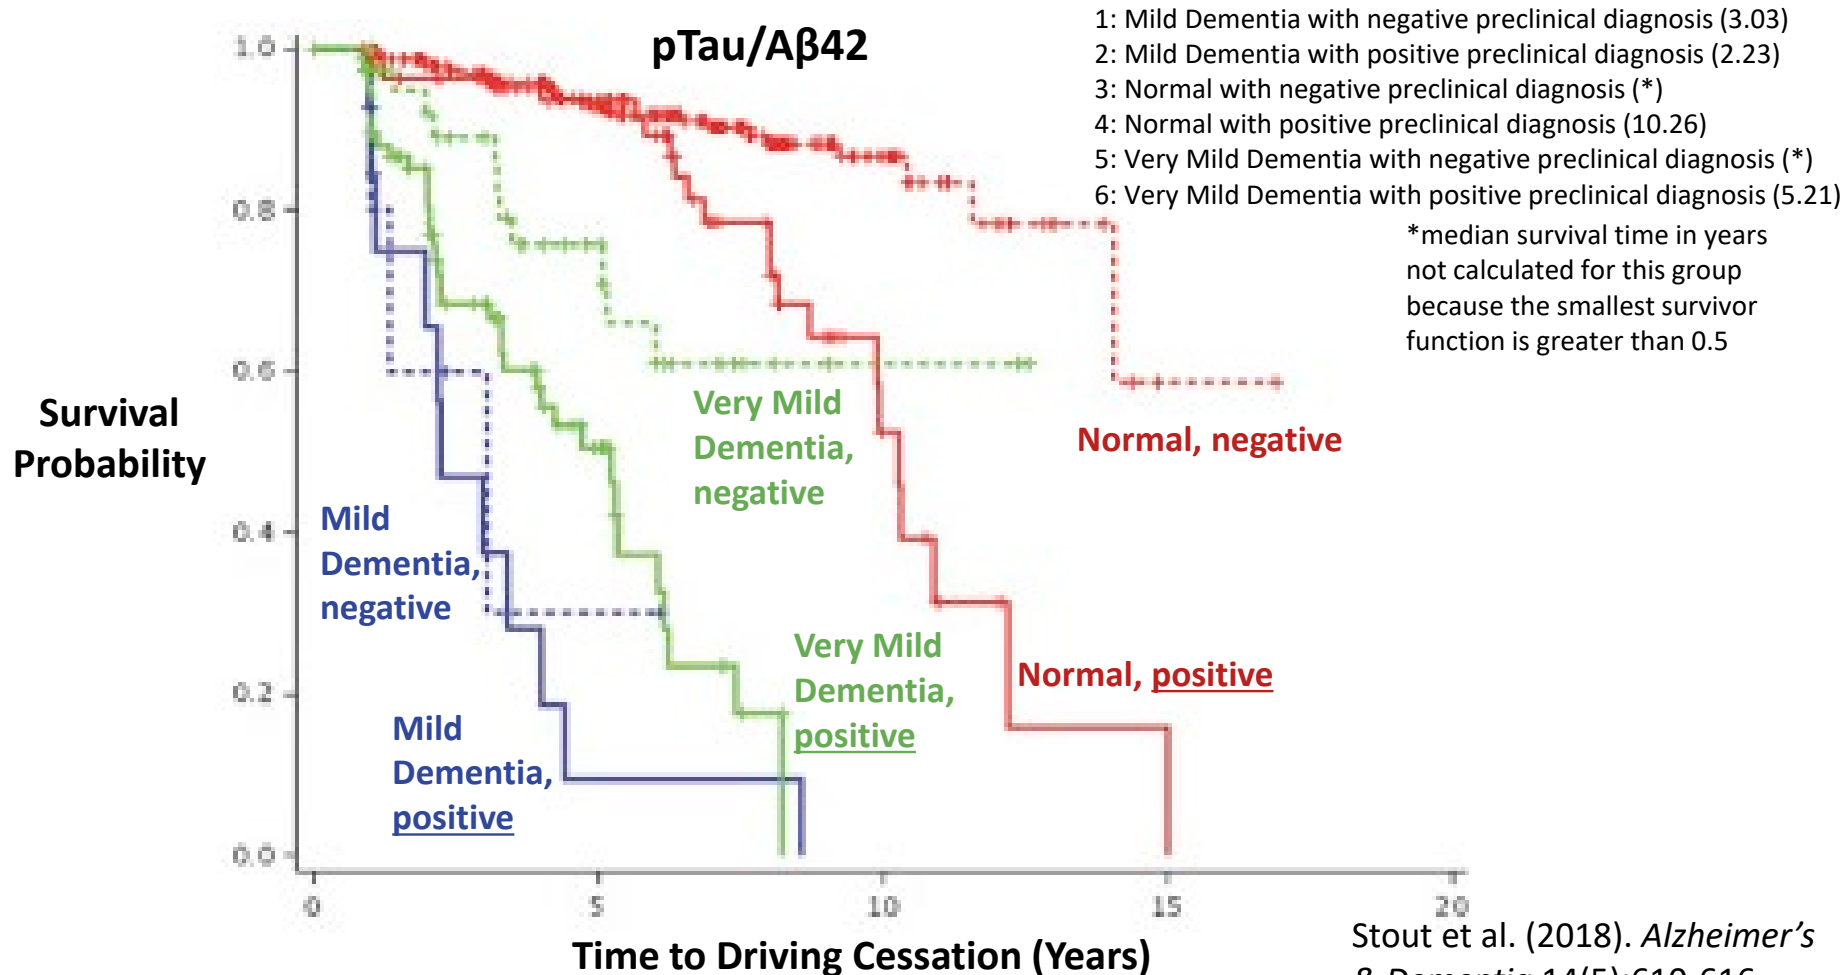 pTau/Aβ42
1: Mild Dementia with negative preclinical diagnosis (3.03)
2: Mild Dementia with positive preclinical diagnosis (2.23)
3: Normal with negative preclinical diagnosis (*)
4: Normal with positive preclinical diagnosis (10.26)
5: Very Mild Dementia with negative preclinical diagnosis (*)
6: Very Mild Dementia with positive preclinical diagnosis (5.21)
*median survival time in years
not calculated for this group
because the smallest survivor
function is greater than 0.5
1.0
0.8
0.6
0.4
0.2
0.0
Survival
Probability
Very Mild
Dementia,
negative
Normal, negative
Mild
Dementia,
negative
Very Mild
Dementia,
positive
Normal, positive
Mild
Dementia,
positive
0
5
10
15
20
Time to Driving Cessation (Years)
Stout et al. (2018). Alzheimer's
& Dementia 14(5):610-616